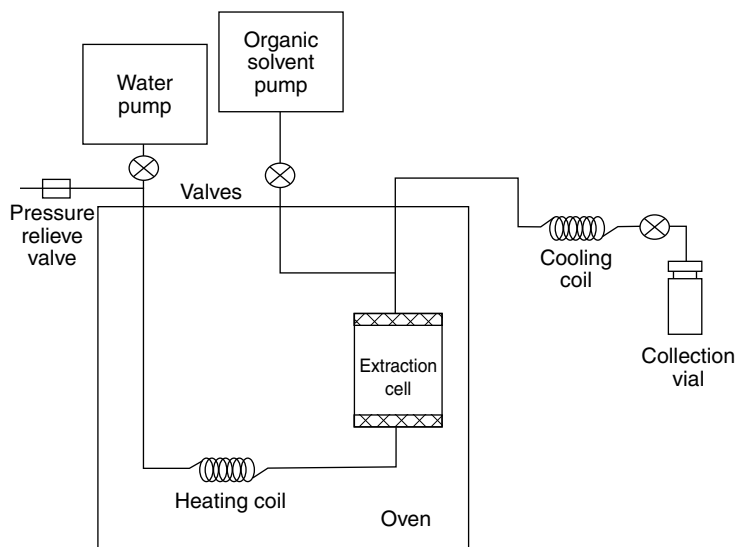 Water
pump
Organic
solvent
pump
Valves
Pressure
relieve
valve
Cooling
coil
Collection
vial
Extraction
cell
Heating coil
Oven